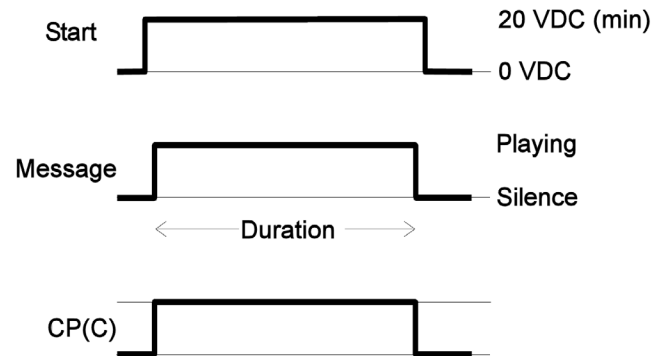 Start
20 VDC (min)
0 VDC
Message
Playing
Silence
Duration
CP(C)